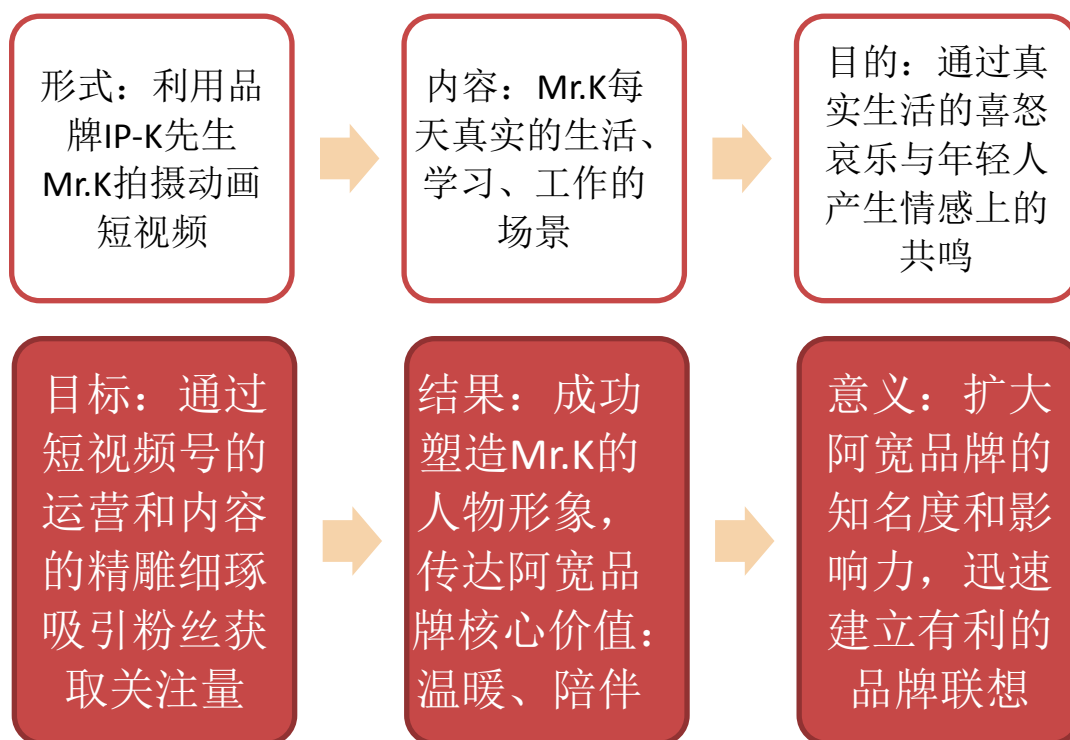 形式：利用品
牌IP-K先生
Mr.K拍摄动画
短视频
内容：Mr.K每
天真实的生活、
学习、工作的
场景
目的：通过真
实生活的喜怒
哀乐与年轻人
产生情感上的
共鸣
目标：通过
短视频号的
运营和内容
的精雕细琢
吸引粉丝获
取关注量
结果：成功
塑造Mr.K的
人物形象，
传达阿宽品
牌核心价值：
温暖、陪伴
意义：扩大
阿宽品牌的
知名度和影
响力，迅速
建立有利的
品牌联想